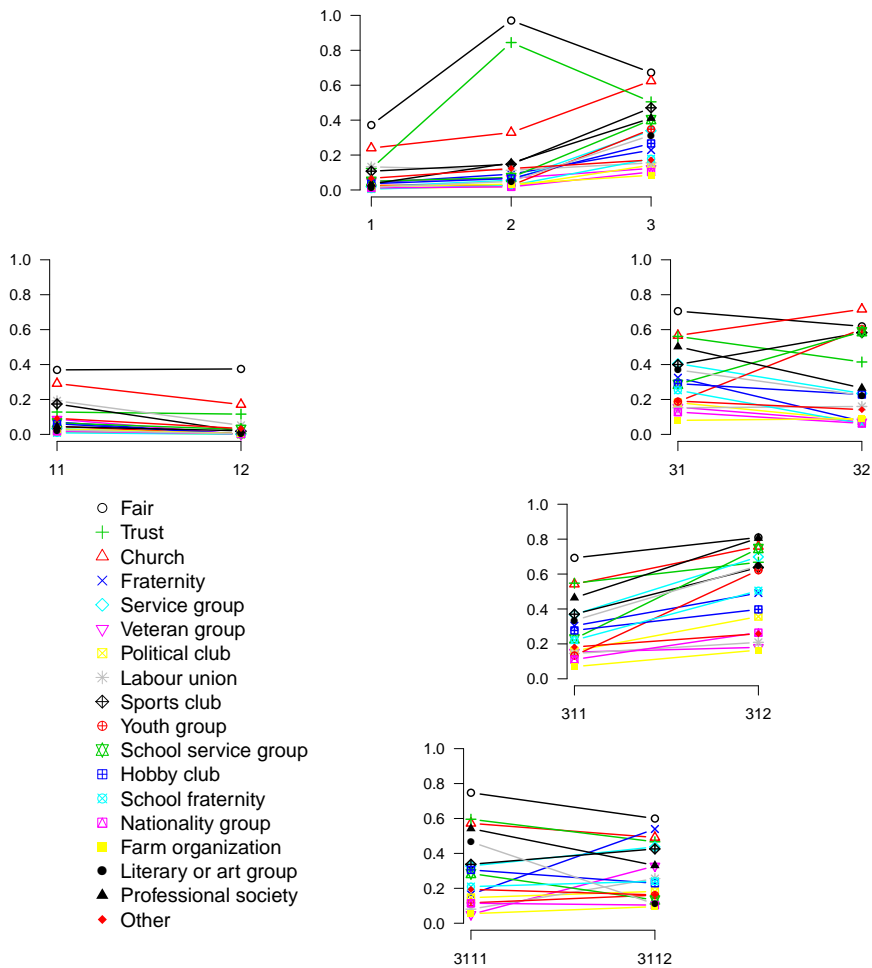 1.0
0.8
0.6
0.4
0.2
0.0
1 2 3
1.0
0.8
0.6
0.4
0.2
0.0
11 12
1.0
0.8
0.6
0.4
0.2
0.0
31 32
Fair
Trust
Church
Fraternity
Service group
Veteran group
Political club
Labour union
Sports club
Youth group
School service group
Hobby club
School fraternity
Nationality group
Farm organization
Literary or art group
Professional society
Other
1.0
0.8
0.6
0.4
0.2
0.0
311 312
1.0
0.8
0.6
0.4
0.2
0.0
3111 3112